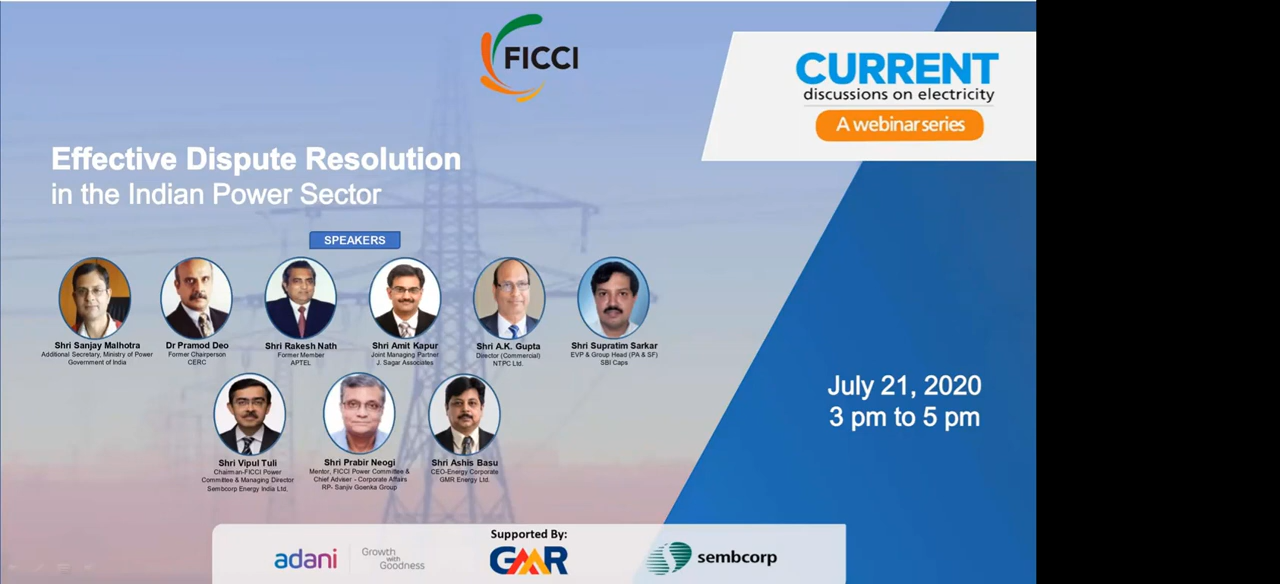 FICCI
CURRENT
discussions on electricity
A webinar series
Effective Dispute Resolution
in the Indian Power Sector
SPEAKERS
Shri Sanjay Malhotra
Additional Secretary, Ministry of Power
Government of India
Dr Pramod Deo
Former Chairperson
CERC
Shri Rakesh Nath
Former Member
APTEL
Shri Amit Kapur
Joint Managing Partner
J. Sagar Associates
Shri A.K. Gupta
Director (Commercial)
NTPC Ltd.
Shri Supratim Sarkar
EVP & Group Head (PA & SF)
SBI Caps
Shri Vipul Tuli
Chairman-FICCI Power
Committee & Managing Director
Sembcorp Energy India Ltd.
Shri Prabir Neogi
Mentor, FICCI Power Committee &
Chief Adviser - Corporate Affairs
RP- Sanjiv Goenka Group
Shri Ashis Basu
CEO-Energy Corporate
GMR Energy Ltd.
July 21, 2020
3 pm to 5 pm
Supported By:
adani
Growth
with
Goodness
GMR
sembcorp